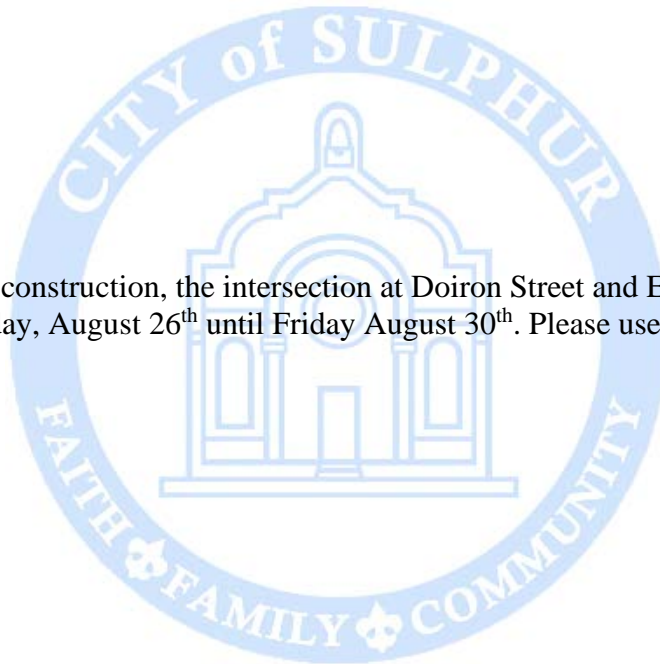 CITY of SULPHUR
construction, the intersection at Doiron Street and E
ay, August 26th until Friday August 30th. Please use
FAITH FAMILY COMMUNITY